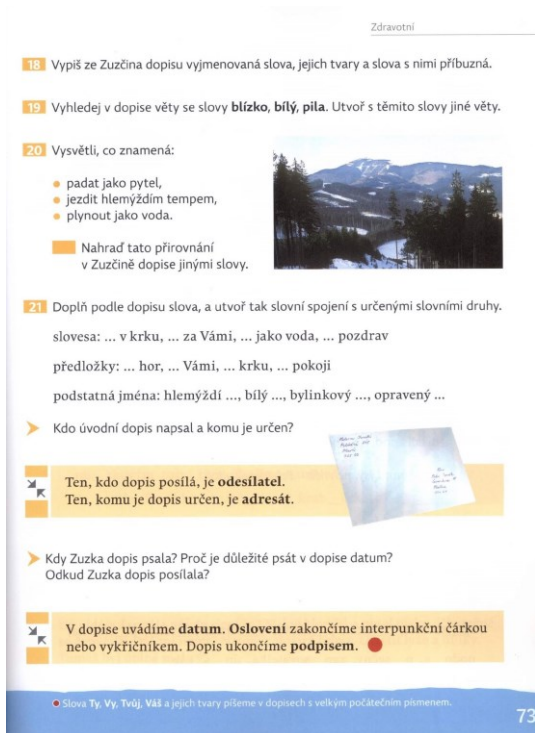 Zdravotní
18 Vypiš ze Zuzčina dopisu vyjmenovaná slova, jejich tvary a slova s nimi příbuzná.
19 Vyhledej v dopise věty se slovy blízko, bílý, pila. Utvoř s těmito slovy jiné věty.
20 Vysvětli, co znamená:
padat jako pytel,
jezdit hlemýždím tempem,
plynout jako voda.
Nahraď tato přirovnání
v Zuzčině dopise jinými slovy.
21 Doplň podle dopisu slova, a utvoř tak slovní spojení s určenými slovními druhy.
slovesa: ... v krku, ... za Vámi, ... jako voda, ... pozdrav
předložky: ... hor, ... Vámi, ... krku, ... pokoji
podstatná jména: hlemýždí ..., bílý ..., bylinkový ..., opravený ...
Kdo úvodní dopis napsal a komu je určen?
Ten, kdo dopis posílá, je odesílatel.
Ten, komu je dopis určen, je adresát.
Kdy Zuzka dopis psala? Proč je důležité psát v dopise datum?
Odkud Zuzka dopis posílala?
V dopise uvádíme datum. Oslovení zakončíme interpunkční čárkou
nebo vykřičníkem. Dopis ukončíme podpisem.
Slova Ty, Vy, Tvůj, Váš a jejich tvary píšeme v dopisech s velkým počátečním písmenem.
73